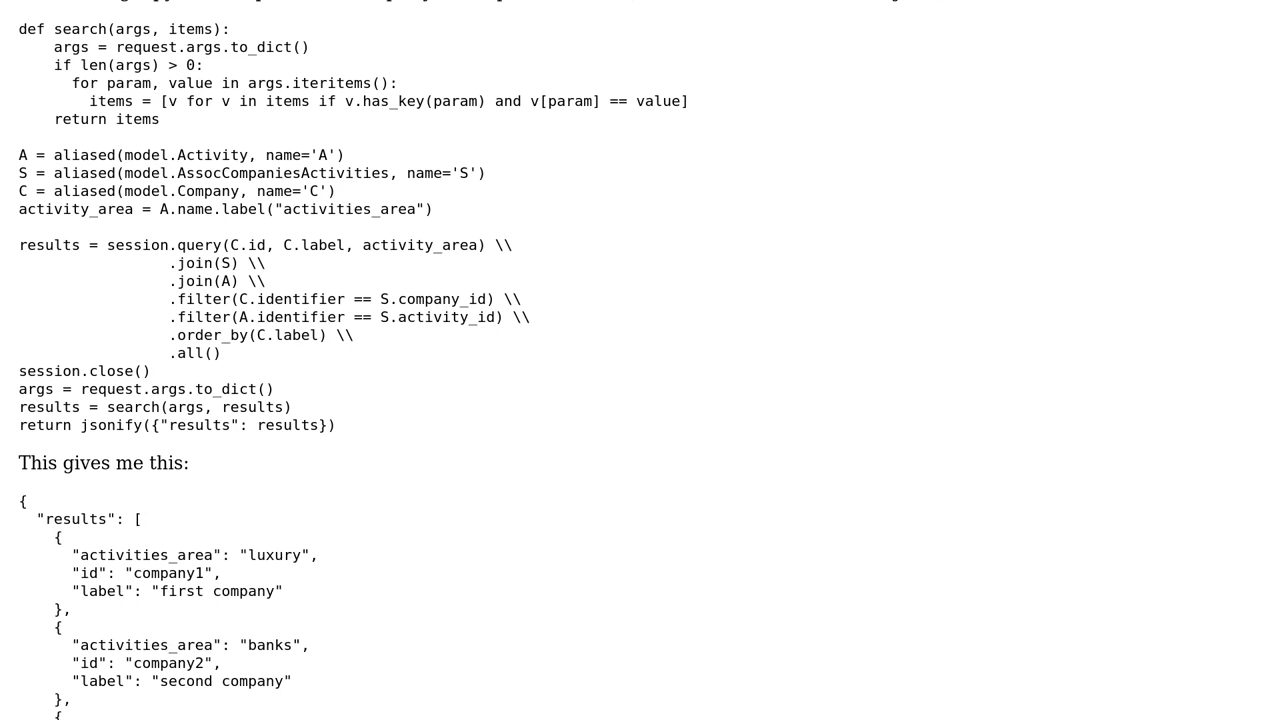 def search(args, items):
    args = request.args.to_dict()
    if len(args) > 0:
      for param, value in args.iteritems():
        items = [v for v in items if v.has_key(param) and v[param] == value]
    return items

A = aliased(model.Activity, name='A')
S = aliased(model.AssocCompaniesActivities, name='S')
C = aliased(model.Company, name='C')
activity_area = A.name.label("activities_area")

results = session.query(C.id, C.label, activity_area) \\
                 .join(S) \\
                 .join(A) \\
                 .filter(C.identifier == S.company_id) \\
                 .filter(A.identifier == S.activity_id) \\
                 .order_by(C.label) \\
                 .all()
session.close()
args = request.args.to_dict()
results = search(args, results)
return jsonify({"results": results})

This gives me this:

{
  "results": [
    {
      "activities_area": "luxury",
      "id": "company1",
      "label": "first company"
    },
    {
      "activities_area": "banks",
      "id": "company2",
      "label": "second company"
    },
    {